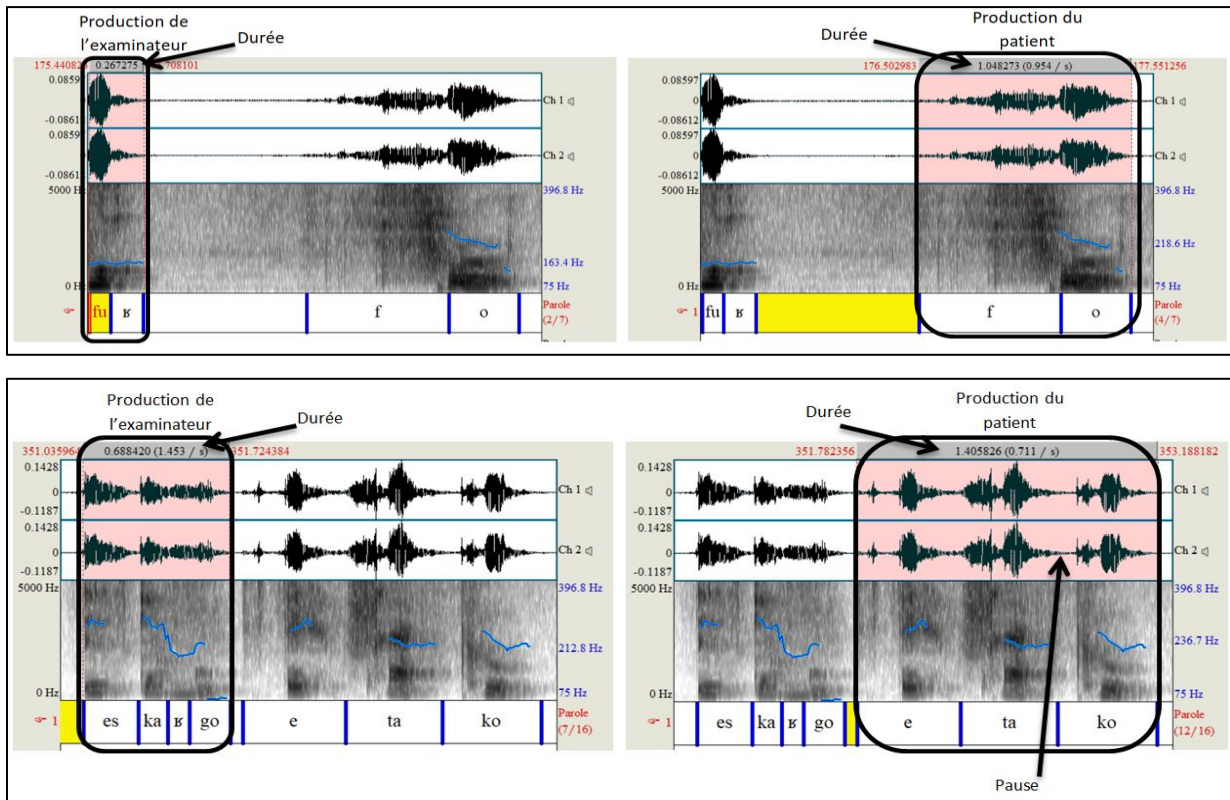 Production de
l'examinateur
Durée
175.440826 0.267275 .708101
0.0859
0
-0.08612
0.0859
0
-0.08612
5000 Hz
0 Hz
Ch 1
Ch 2
396.8 Hz
163.4 Hz
75 Hz
1
fu
ʁ
f
o
Parole
(2/7)
Production du
patient
Durée
176.502983
1.048273 (0.954 / s)
177.551256
0.08597
0
-0.08612
0.08597
0
-0.08612
5000 Hz
0 Hz
Ch 1
Ch 2
396.8 Hz
218.6 Hz
75 Hz
1
fu
ʁ
f
o
Parole
(4/7)
Production de
l'examinateur
Durée
351.035964
0.688420 (1.453 / s)
351.724384
0.1428
0
-0.1187
0.1428
0
-0.1187
5000 Hz
0 Hz
Ch 1
Ch 2
396.8 Hz
212.8 Hz
75 Hz
1
es
ka
ʁ
go
e
ta
ko
Parole
(7/16)
Production du
patient
Durée
351.782356
1.405826 (0.711 / s)
353.188182
0.1428
0
-0.1187
0.1428
0
-0.1187
5000 Hz
0 Hz
Ch 1
Ch 2
396.8 Hz
236.7 Hz
75 Hz
1
es
ka
ʁ
go
e
ta
ko
Parole
(12/16)
Pause